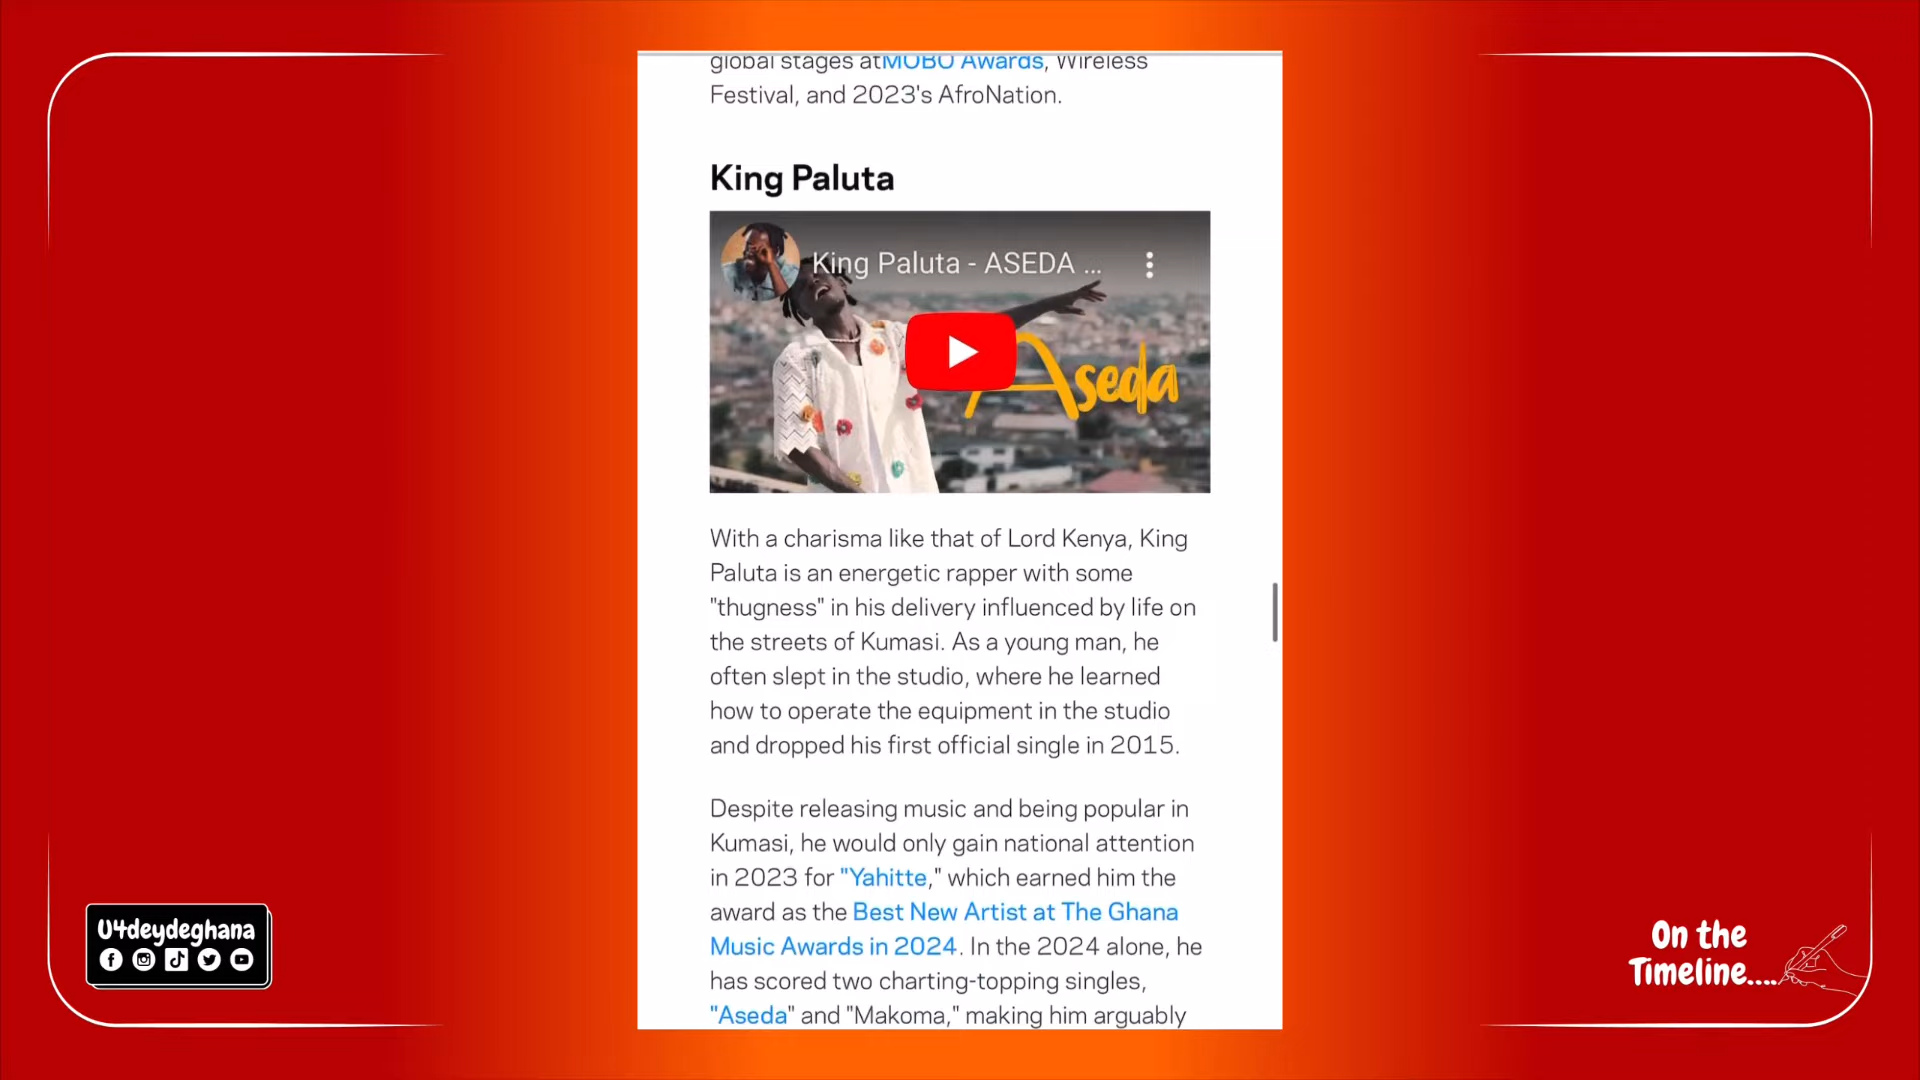 global stages atMOBO Awards, Wireless
Festival, and 2023's AfroNation.
King Paluta
King Paluta - ASEDA ...
Aseda
With a charisma like that of Lord Kenya, King
Paluta is an energetic rapper with some
"thugness" in his delivery influenced by life on
the streets of Kumasi. As a young man, he
often slept in the studio, where he learned
how to operate the equipment in the studio
and dropped his first official single in 2015.
Despite releasing music and being popular in
Kumasi, he would only gain national attention
in 2023 for "Yahitte," which earned him the
award as the Best New Artist at The Ghana
Music Awards in 2024. In the 2024 alone, he
has scored two charting-topping singles,
"Aseda" and "Makoma," making him arguably
U4deydeghana
On the
Timeline....